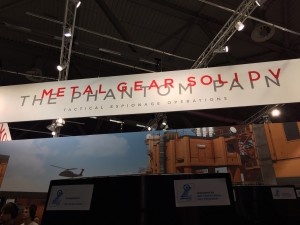 METAL GEAR SOLID V
THE PHANTOM PAIN
TACTICAL ESPIONAGE OPERATIONS